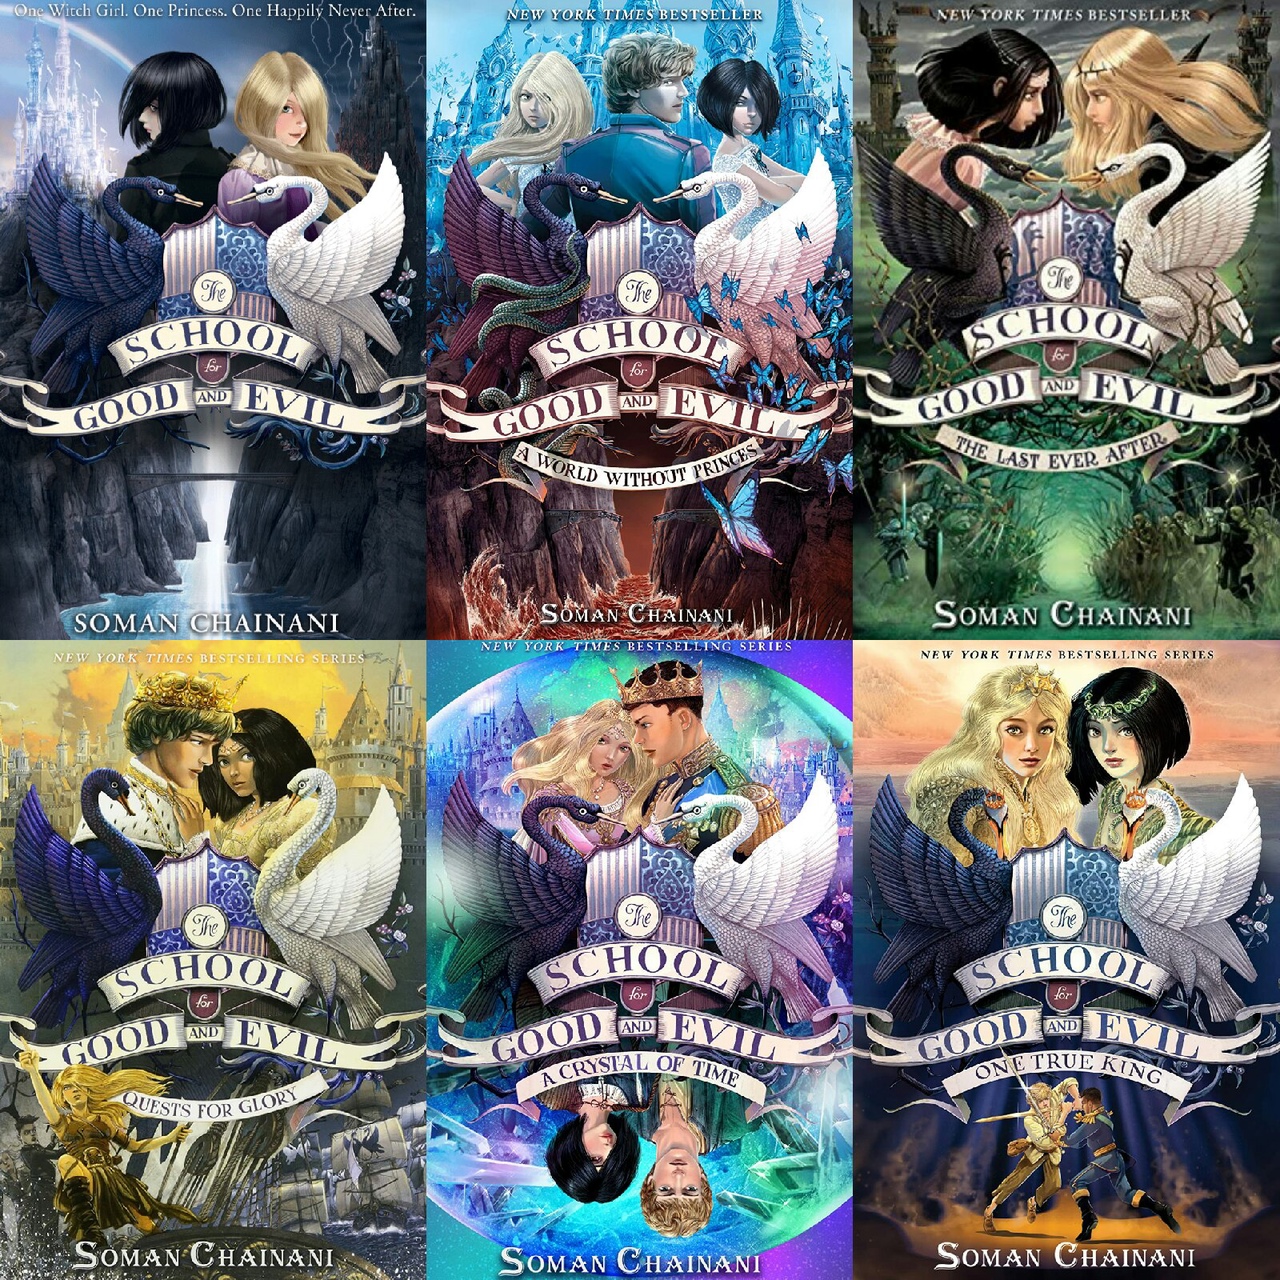 One Witch Girl. One Princess. One Happily Never After.
The
SCHOOL
for
GOOD AND EVIL
SOMAN CHAINANI
NEW YORK TIMES BESTSELLER
The
SCHOOL
for
GOOD AND EVIL
A WORLD WITHOUT PRINCES
SOMAN CHAINANI
NEW YORK TIMES BESTSELLER
The
SCHOOL
for
GOOD AND EVIL
THE LAST EVER AFTER
SOMAN CHAINANI
NEW YORK TIMES BESTSELLING SERIES
The
SCHOOL
for
GOOD AND EVIL
QUESTS FOR GLORY
SOMAN CHAINANI
NEW YORK TIMES BESTSELLING SERIES
The
SCHOOL
for
GOOD AND EVIL
A CRYSTAL OF TIME
SOMAN CHAINANI
NEW YORK TIMES BESTSELLING SERIES
The
SCHOOL
for
GOOD AND EVIL
ONE TRUE KING
SOMAN CHAINANI